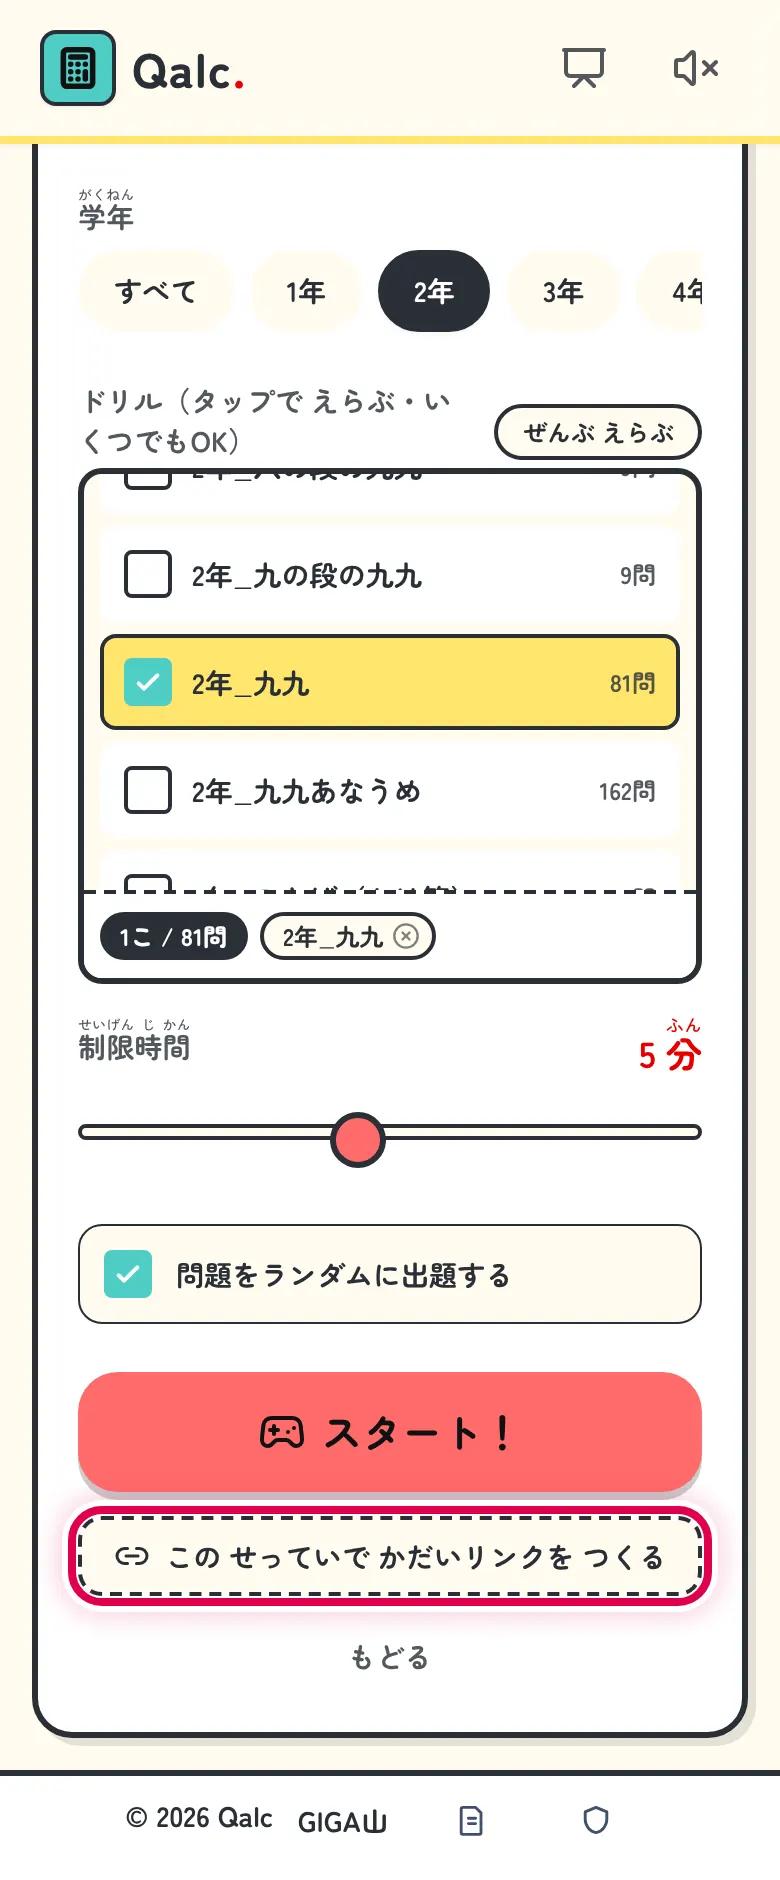 Qalc.
がくねん
学年
すべて 1年 2年 3年 4年
ドリル（タップで えらぶ・い
くつでもOK）
ぜんぶ えらぶ
2年_九の段の九九 9問
2年_九九 81問
2年_九九あなうめ 162問
1こ / 81問 2年_九九
せいげん じ かん
制限時間
ふん
5 分
問題をランダムに出題する
スタート！
この せっていで かだいリンクを つくる
もどる
© 2026 Qalc GIGA山